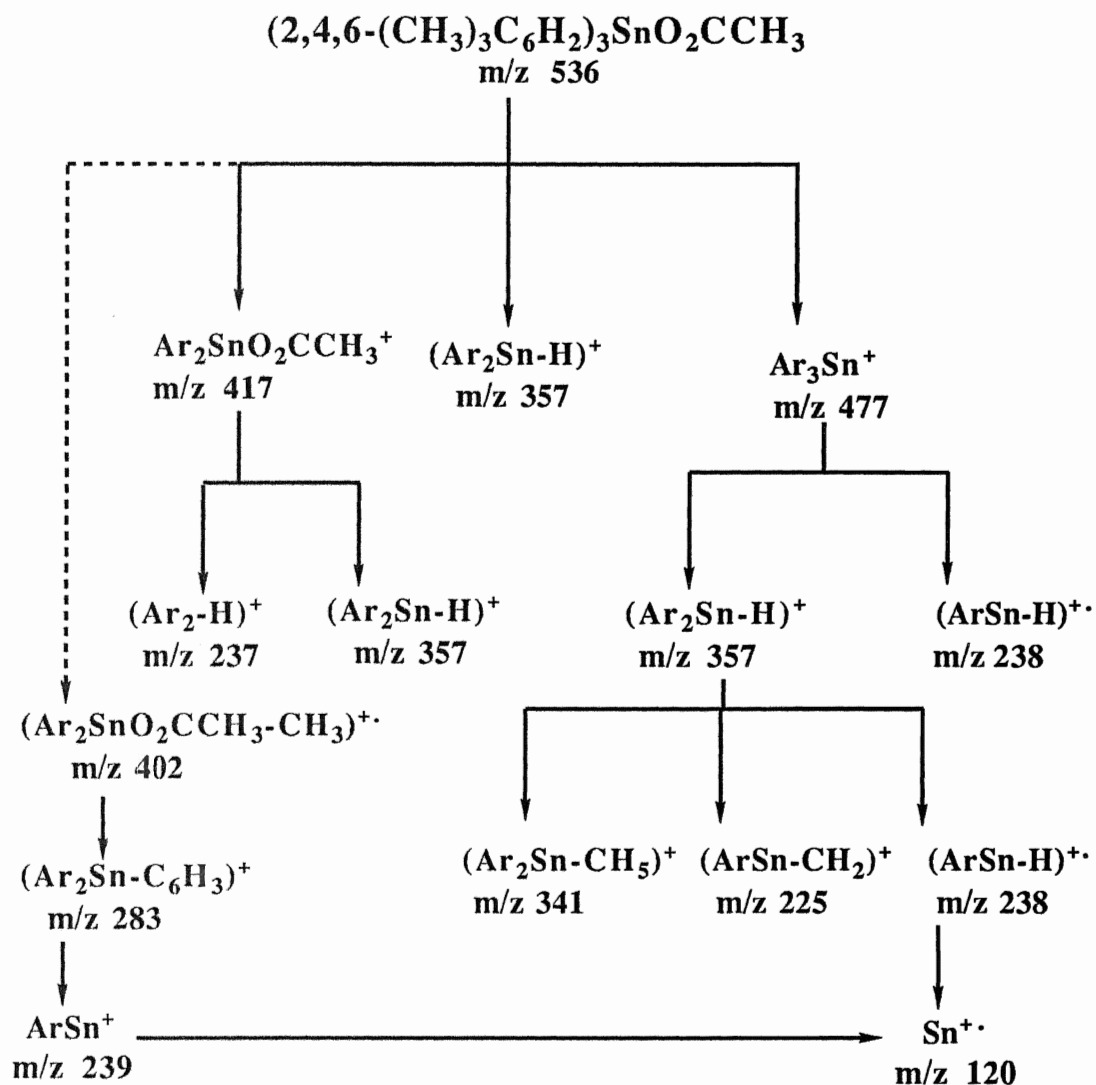 (2,4,6-(CH₃)₃C₆H₂)₃SnO₂CCH₃
m/z 536
Ar₂SnO₂CCH₃⁺
m/z 417
(Ar₂Sn-H)⁺
m/z 357
Ar₃Sn⁺
m/z 477
(Ar₂-H)⁺
m/z 237
(Ar₂Sn-H)⁺
m/z 357
(Ar₂Sn-H)⁺
m/z 357
(ArSn-H)⁺·
m/z 238
(Ar₂SnO₂CCH₃-CH₃)⁺·
m/z 402
(Ar₂Sn-C₆H₃)⁺
m/z 283
(Ar₂Sn-CH₅)⁺
m/z 341
(ArSn-CH₂)⁺
m/z 225
(ArSn-H)⁺·
m/z 238
ArSn⁺
m/z 239
Sn⁺·
m/z 120